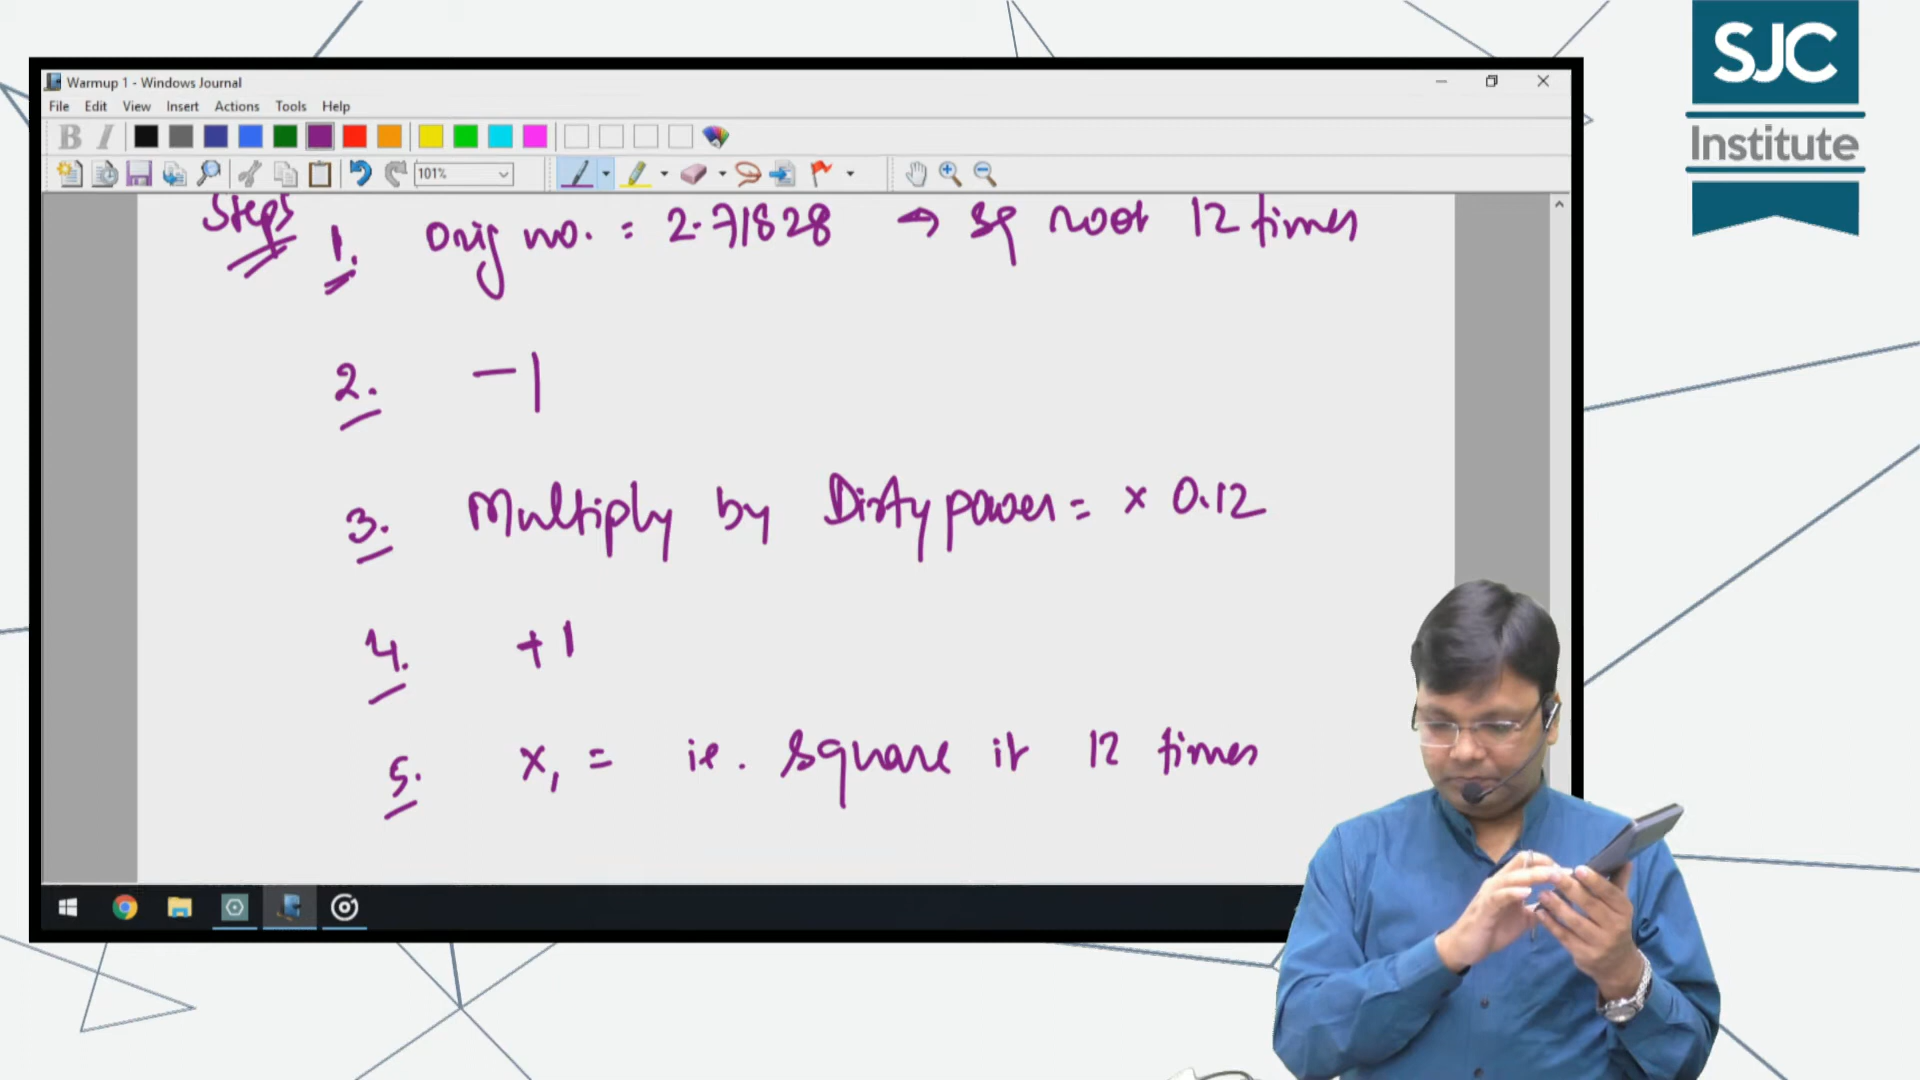 SJC
Institute
Warmup 1 - Windows Journal
File Edit View Insert Actions Tools Help
B I
101%
Steps
1. Orig no. = 2.71828 → sq root 12 times
2. -1
3. Multiply by Dirty power = × 0.12
4. +1
5. x, = ie. square it 12 times